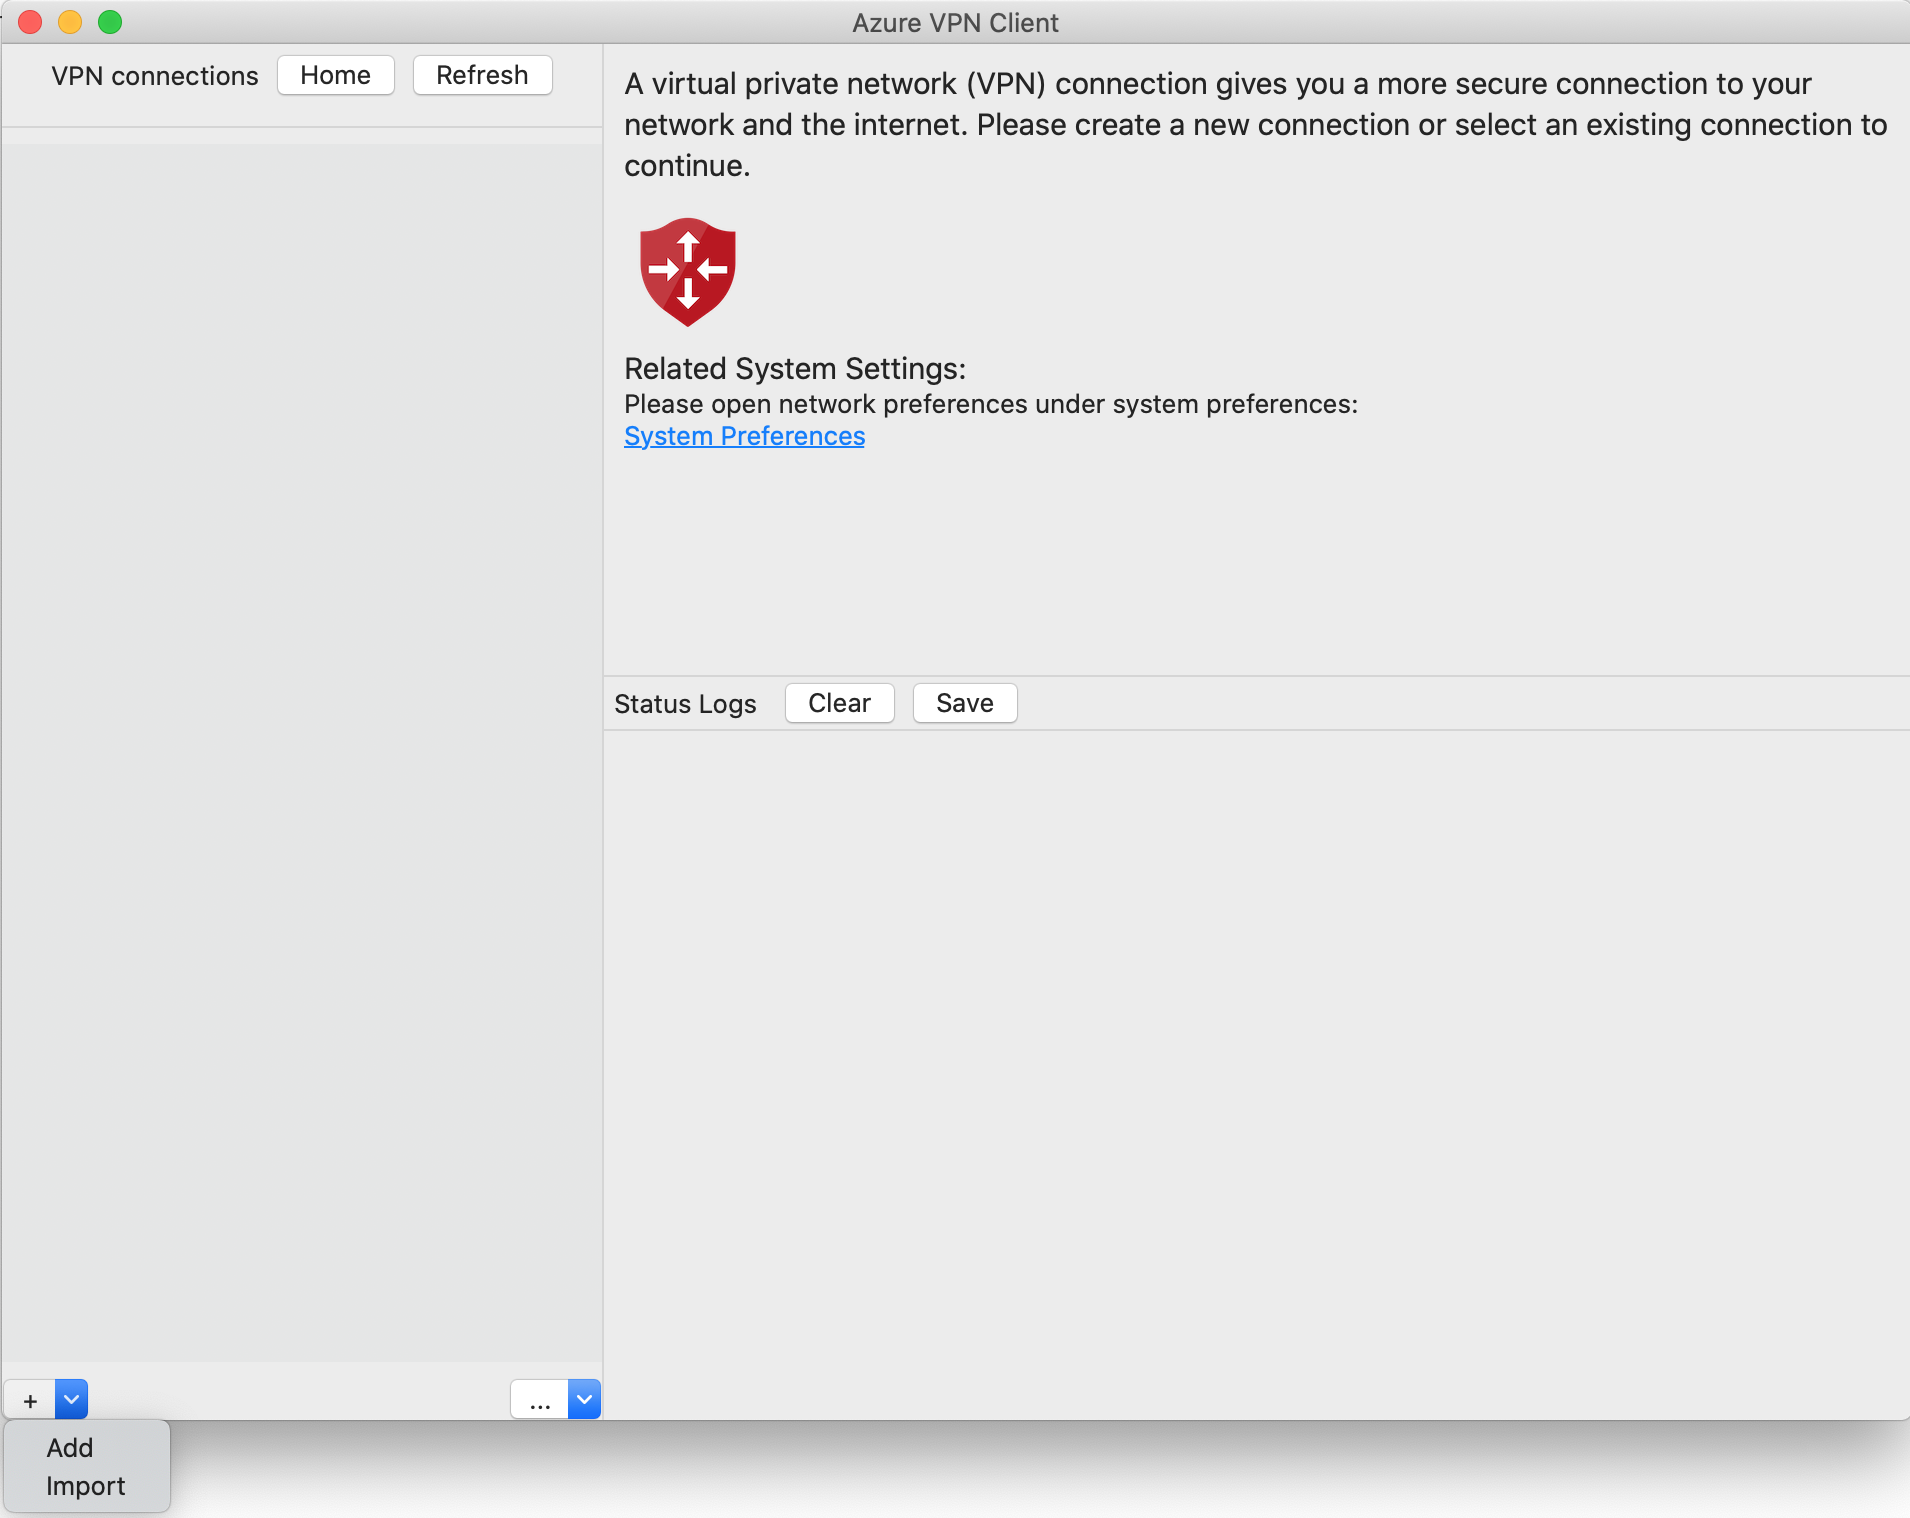 Azure VPN Client
VPN connections
Home
Refresh
A virtual private network (VPN) connection gives you a more secure connection to your
network and the internet. Please create a new connection or select an existing connection to
continue.
Related System Settings:
Please open network preferences under system preferences:
System Preferences
Status Logs
Clear
Save
+
...
Add
Import